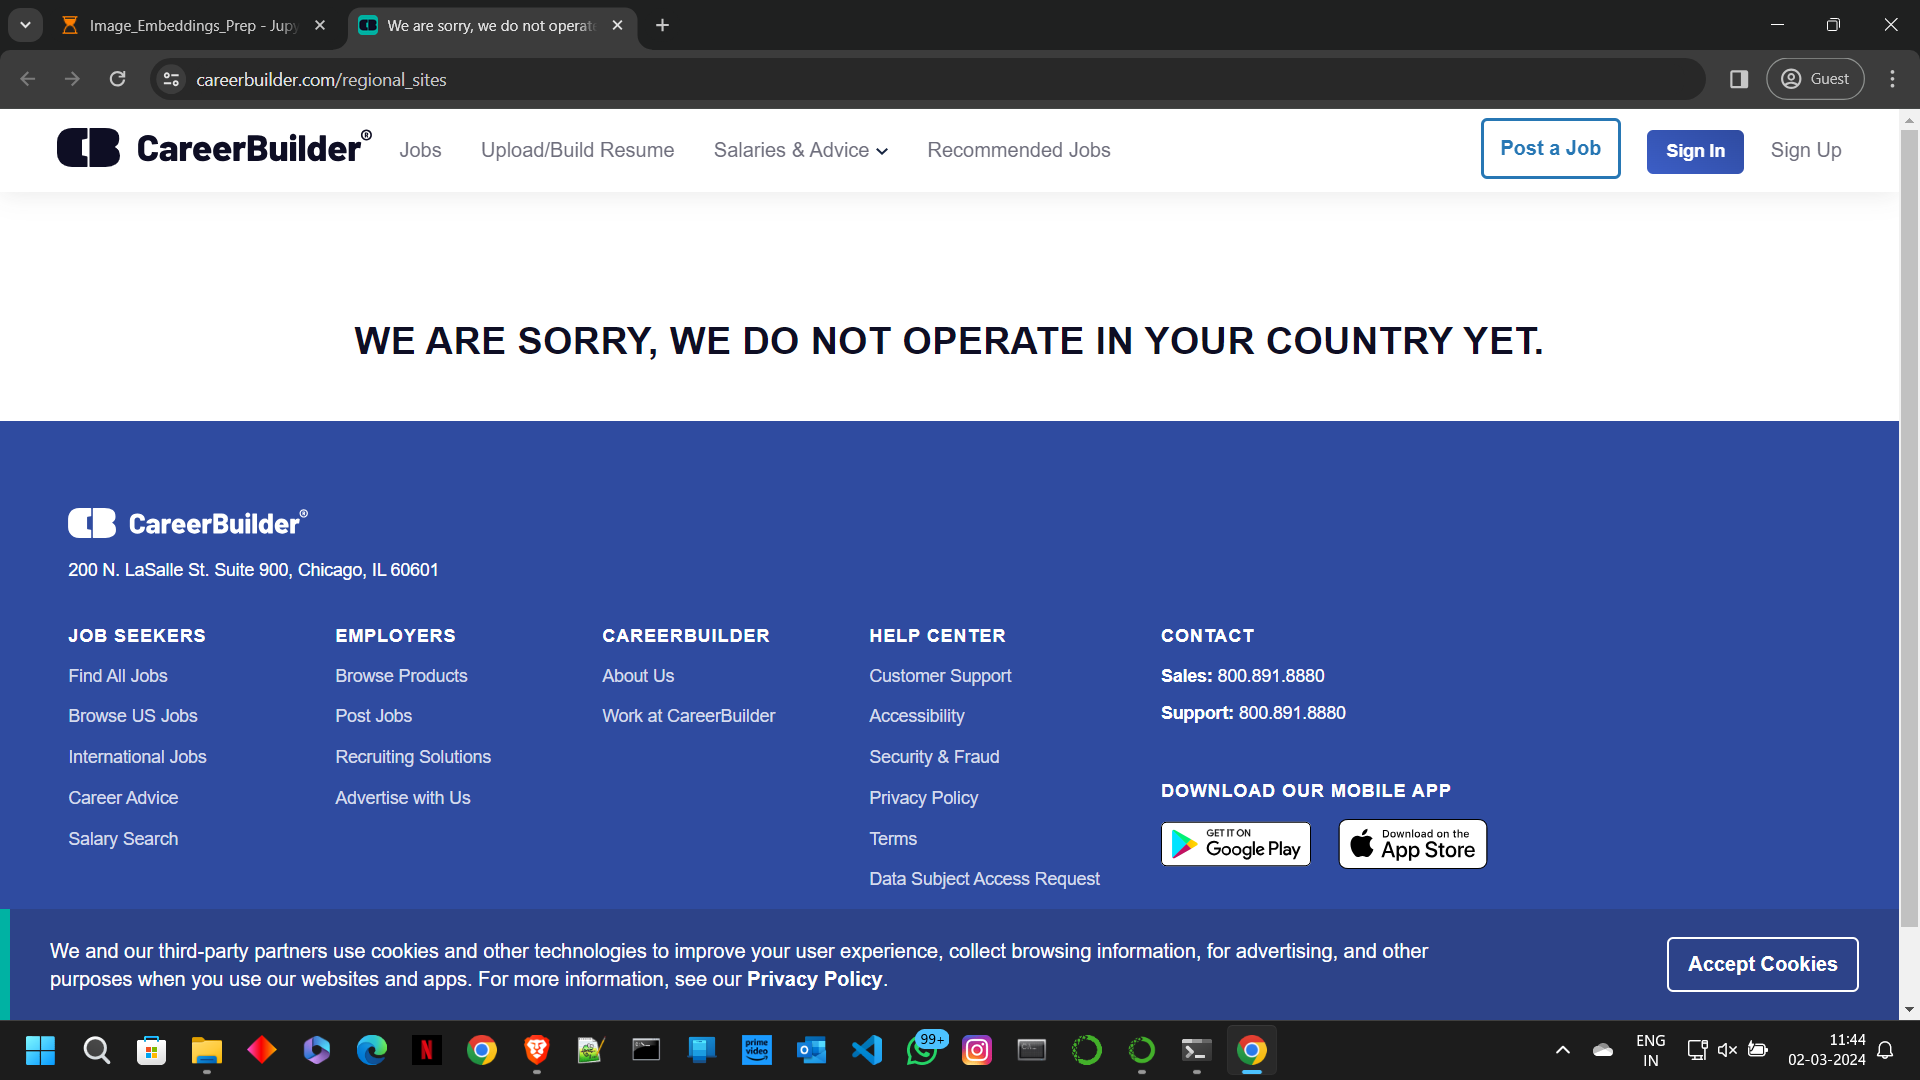 Image_Embeddings_Prep - Jupy
We are sorry, we do not operate
careerbuilder.com/regional_sites
Guest
CareerBuilder®
Jobs
Upload/Build Resume
Salaries & Advice
Recommended Jobs
Post a Job
Sign In
Sign Up
WE ARE SORRY, WE DO NOT OPERATE IN YOUR COUNTRY YET.
CareerBuilder®
200 N. LaSalle St. Suite 900, Chicago, IL 60601
JOB SEEKERS
Find All Jobs
Browse US Jobs
International Jobs
Career Advice
Salary Search
EMPLOYERS
Browse Products
Post Jobs
Recruiting Solutions
Advertise with Us
CAREERBUILDER
About Us
Work at CareerBuilder
HELP CENTER
Customer Support
Accessibility
Security & Fraud
Privacy Policy
Terms
Data Subject Access Request
CONTACT
Sales: 800.891.8880
Support: 800.891.8880
DOWNLOAD OUR MOBILE APP
GET IT ON
Google Play
Download on the
App Store
We and our third-party partners use cookies and other technologies to improve your user experience, collect browsing information, for advertising, and other
purposes when you use our websites and apps. For more information, see our Privacy Policy.
Accept Cookies
prime
video
99+
ENG
IN
11:44
02-03-2024